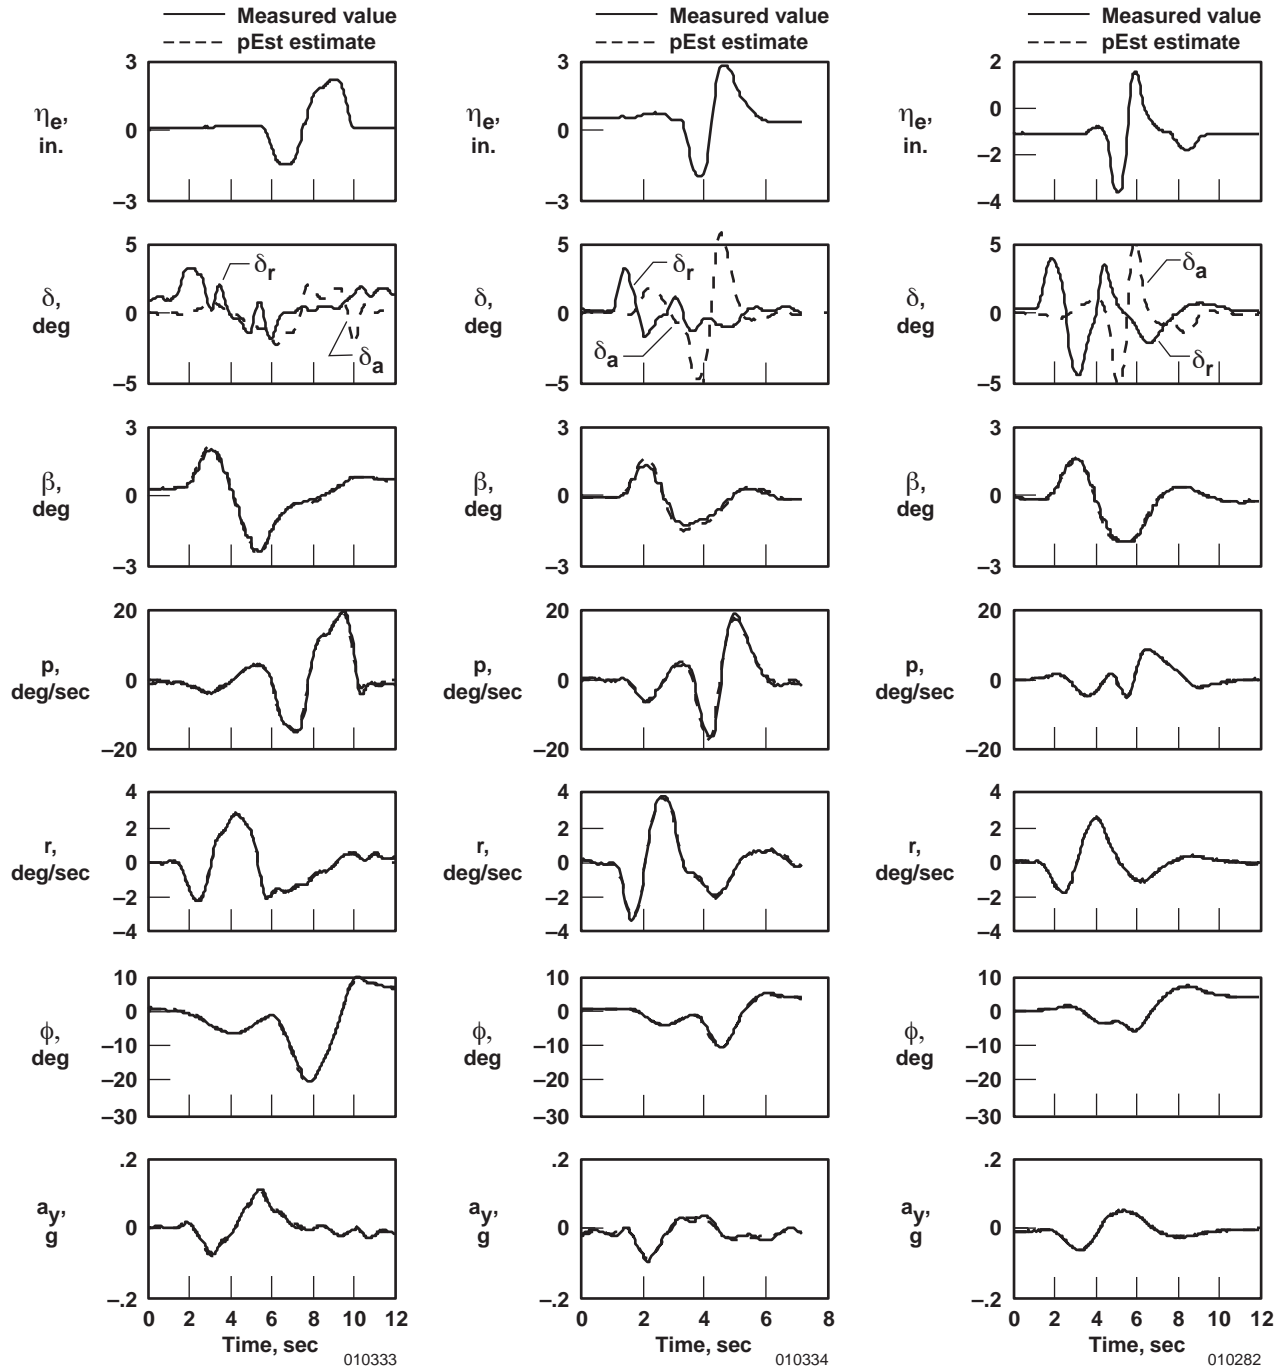 Measured value
pEst estimate
3
0
–3
ηe,
in.
5
0
–5
δ,
deg
δr
δa
3
0
–3
β,
deg
20
0
–20
p,
deg/sec
4
2
0
–2
–4
r,
deg/sec
10
0
–10
–20
–30
ϕ,
deg
.2
0
–.2
ay,
g
0 2 4 6 8 10 12
Time, sec
010333
Measured value
pEst estimate
3
0
–3
ηe,
in.
5
0
–5
δ,
deg
δr
δa
3
0
–3
β,
deg
20
0
–20
p,
deg/sec
4
2
0
–2
–4
r,
deg/sec
10
0
–10
–20
–30
ϕ,
deg
.2
0
–.2
ay,
g
0 2 4 6 8
Time, sec
010334
Measured value
pEst estimate
2
0
–2
–4
ηe,
in.
5
0
–5
δ,
deg
δa
δr
3
0
–3
β,
deg
20
0
–20
p,
deg/sec
4
2
0
–2
–4
r,
deg/sec
10
0
–10
–20
–30
ϕ,
deg
.2
0
–.2
ay,
g
0 2 4 6 8 10 12
Time, sec
010282